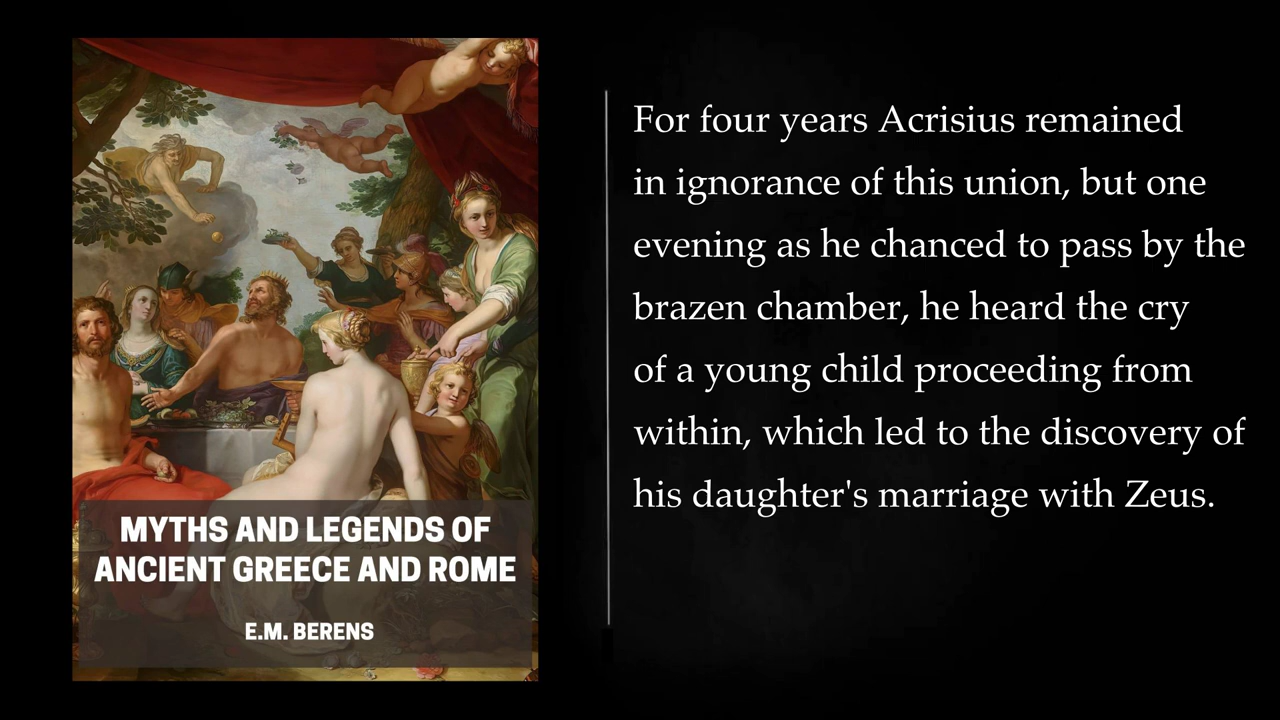 MYTHS AND LEGENDS OF
ANCIENT GREECE AND ROME
E.M. BERENS
For four years Acrisius remained
in ignorance of this union, but one
evening as he chanced to pass by the
brazen chamber, he heard the cry
of a young child proceeding from
within, which led to the discovery of
his daughter's marriage with Zeus.